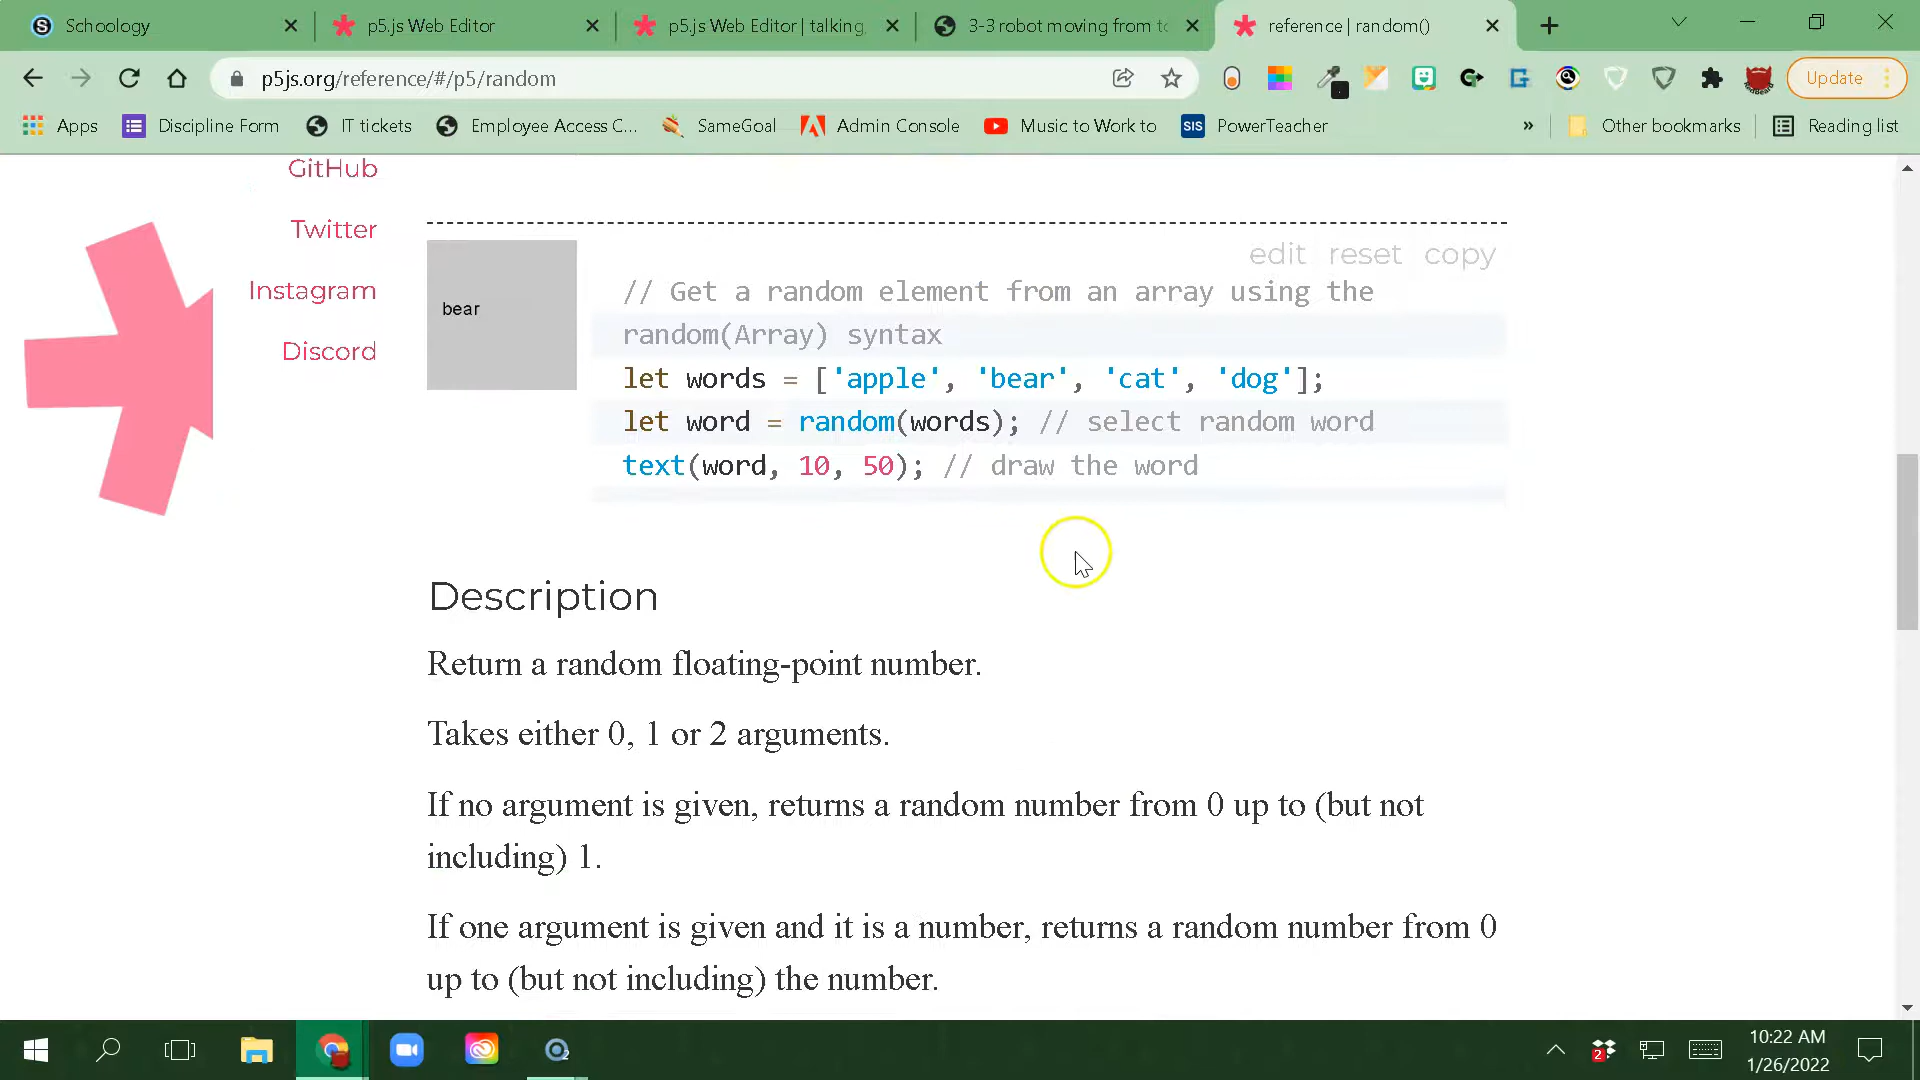 Schoology
p5.js Web Editor
p5.js Web Editor | talking
3-3 robot moving from to
reference | random()
p5js.org/reference/#/p5/random
Update
Apps
Discipline Form
IT tickets
Employee Access C...
SameGoal
Admin Console
Music to Work to
SIS
PowerTeacher
»
Other bookmarks
Reading list
GitHub
Twitter
Instagram
Discord
bear
edit reset copy
// Get a random element from an array using the
random(Array) syntax
let words = ['apple', 'bear', 'cat', 'dog'];
let word = random(words); // select random word
text(word, 10, 50); // draw the word
Description
Return a random floating-point number.
Takes either 0, 1 or 2 arguments.
If no argument is given, returns a random number from 0 up to (but not
including) 1.
If one argument is given and it is a number, returns a random number from 0
up to (but not including) the number.
2
2
10:22 AM
1/26/2022